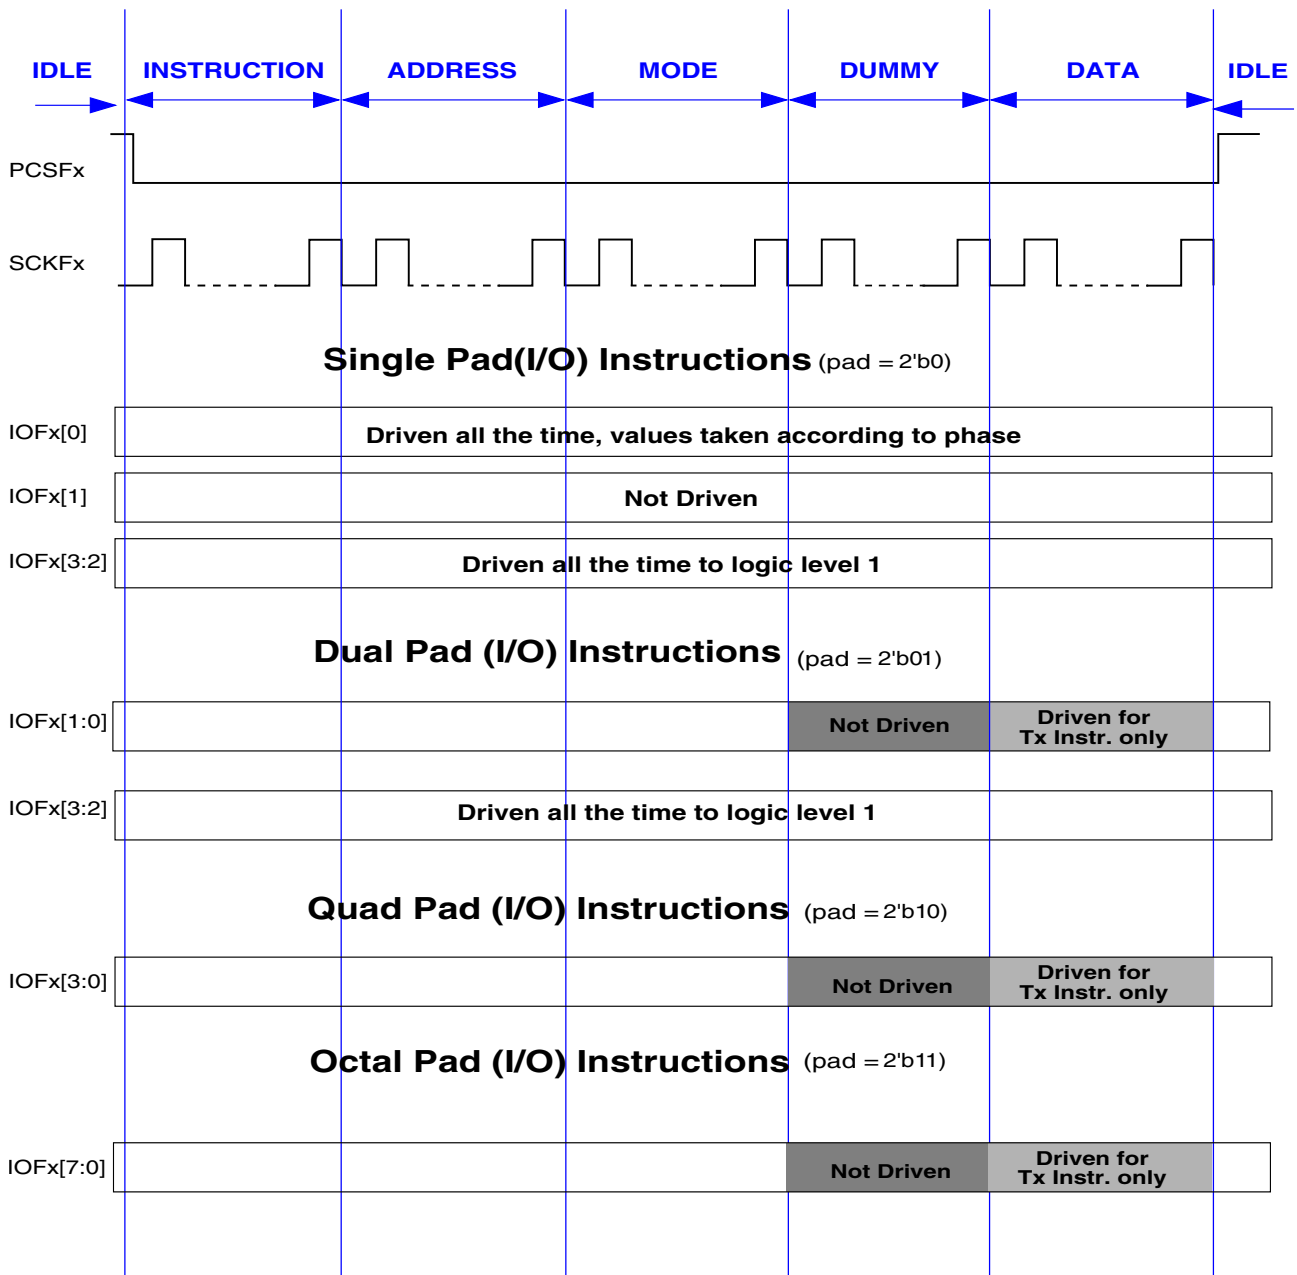 IDLE INSTRUCTION ADDRESS MODE DUMMY DATA IDLE
PCSFx
SCKFx
Single Pad(I/O) Instructions (pad = 2'b0)
IOFx[0] Driven all the time, values taken according to phase
IOFx[1] Not Driven
IOFx[3:2] Driven all the time to logic level 1
Dual Pad (I/O) Instructions (pad = 2'b01)
IOFx[1:0] Not Driven Driven for
Tx Instr. only
IOFx[3:2] Driven all the time to logic level 1
Quad Pad (I/O) Instructions (pad = 2'b10)
IOFx[3:0] Not Driven Driven for
Tx Instr. only
Octal Pad (I/O) Instructions (pad = 2'b11)
IOFx[7:0] Not Driven Driven for
Tx Instr. only